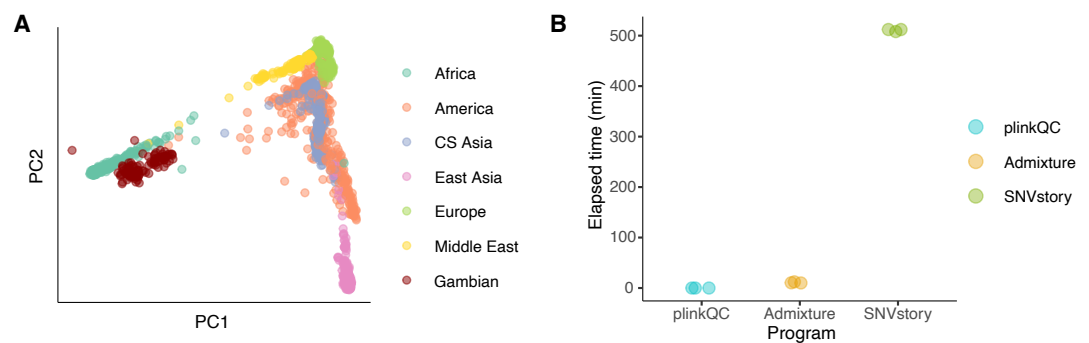 A
PC2
PC1
Africa
America
CS Asia
East Asia
Europe
Middle East
Gambian
B
Elapsed time (min)
500
400
300
200
100
0
plinkQC
Admixture
SNVstory
Program
plinkQC
Admixture
SNVstory